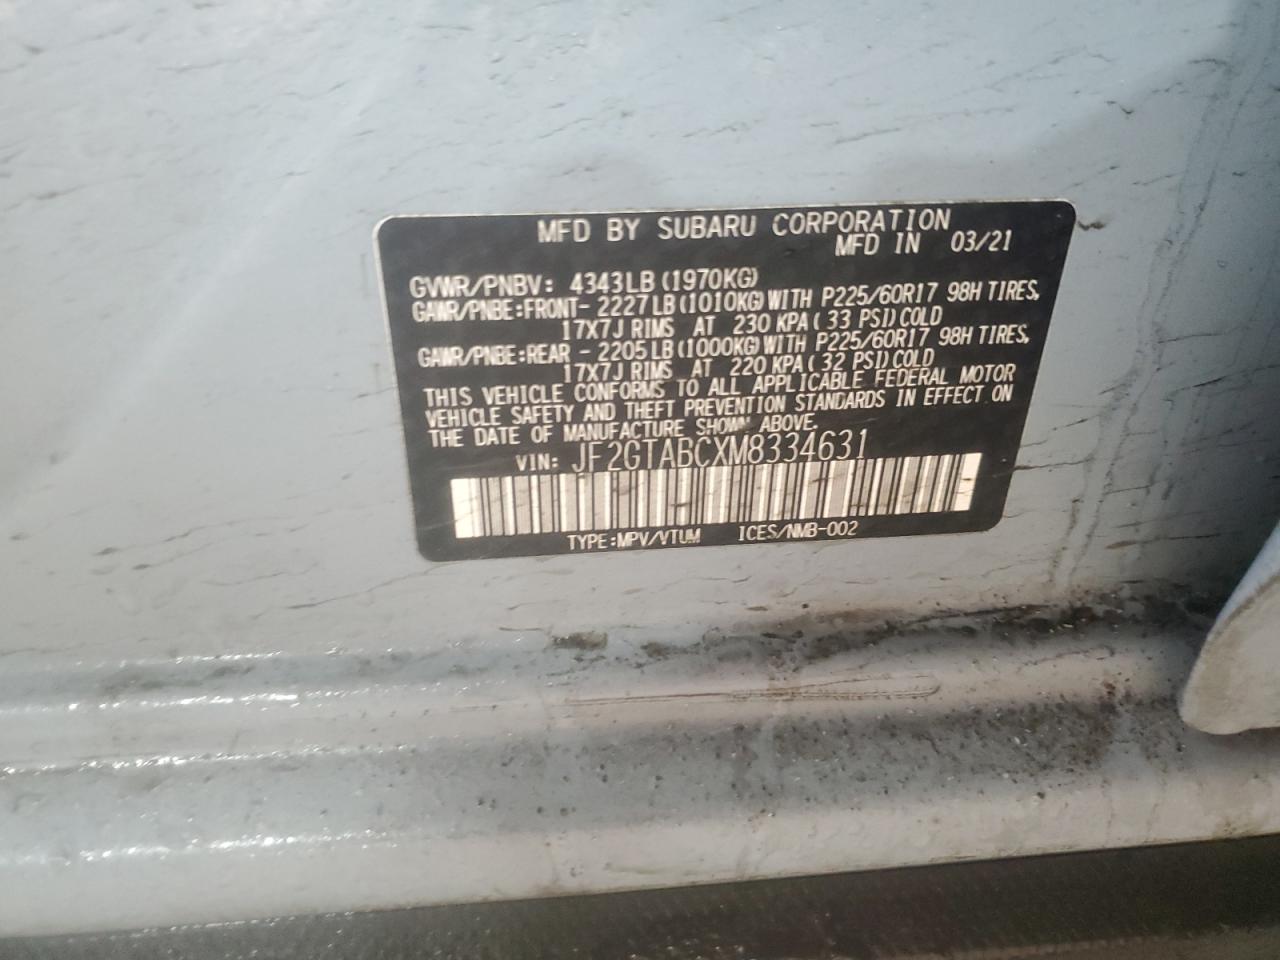 MFD BY SUBARU CORPORATION
MFD IN 03/21
GVWR/PNBV: 4343LB (1970KG)
GAWR/PNBE:FRONT- 2227LB (1010KG) WITH P225/60R17 98H TIRES,
17X7J RIMS AT 230 KPA ( 33 PSI) COLD
GAWR/PNBE:REAR - 2205LB (1000KG) WITH P225/60R17 98H TIRES,
17X7J RIMS AT 220 KPA ( 32 PSI) COLD
THIS VEHICLE CONFORMS TO ALL APPLICABLE FEDERAL MOTOR
VEHICLE SAFETY AND THEFT PREVENTION STANDARDS IN EFFECT ON
THE DATE OF MANUFACTURE SHOWN ABOVE.
VIN: JF2GTABCXM8334631
TYPE:MPV/VTUM ICES/NMB-002